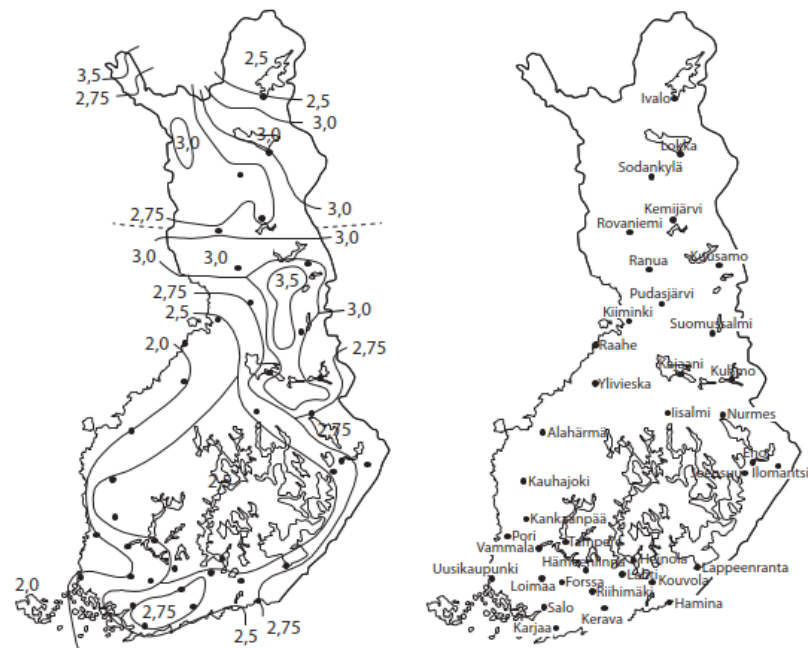 2,5
3,5
2,75
2,5
3,0
3,0
3,0
2,75
3,0
3,0
3,0
3,0
2,75
3,5
2,5
3,0
2,0
2,75
2,75
2,0
2,75
2,75
2,5
Ivalo
Lokka
Sodankylä
Kemijärvi
Rovaniemi
Ranua
Kuusamo
Pudasjärvi
Kiiminki
Suomussalmi
Raahe
Kajaani
Kuhmo
Ylivieska
Iisalmi
Nurmes
Alahärmä
Eno
Joensuu
Ilomantsi
Kauhajoki
Kankaanpää
Pori
Tampere
Vammala
Hämeenlinna
Heinola
Uusikaupunki
Loimaa
Forssa
Lahti
Kouvola
Lappeenranta
Riihimäki
Salo
Hamina
Kerava
Karjaa